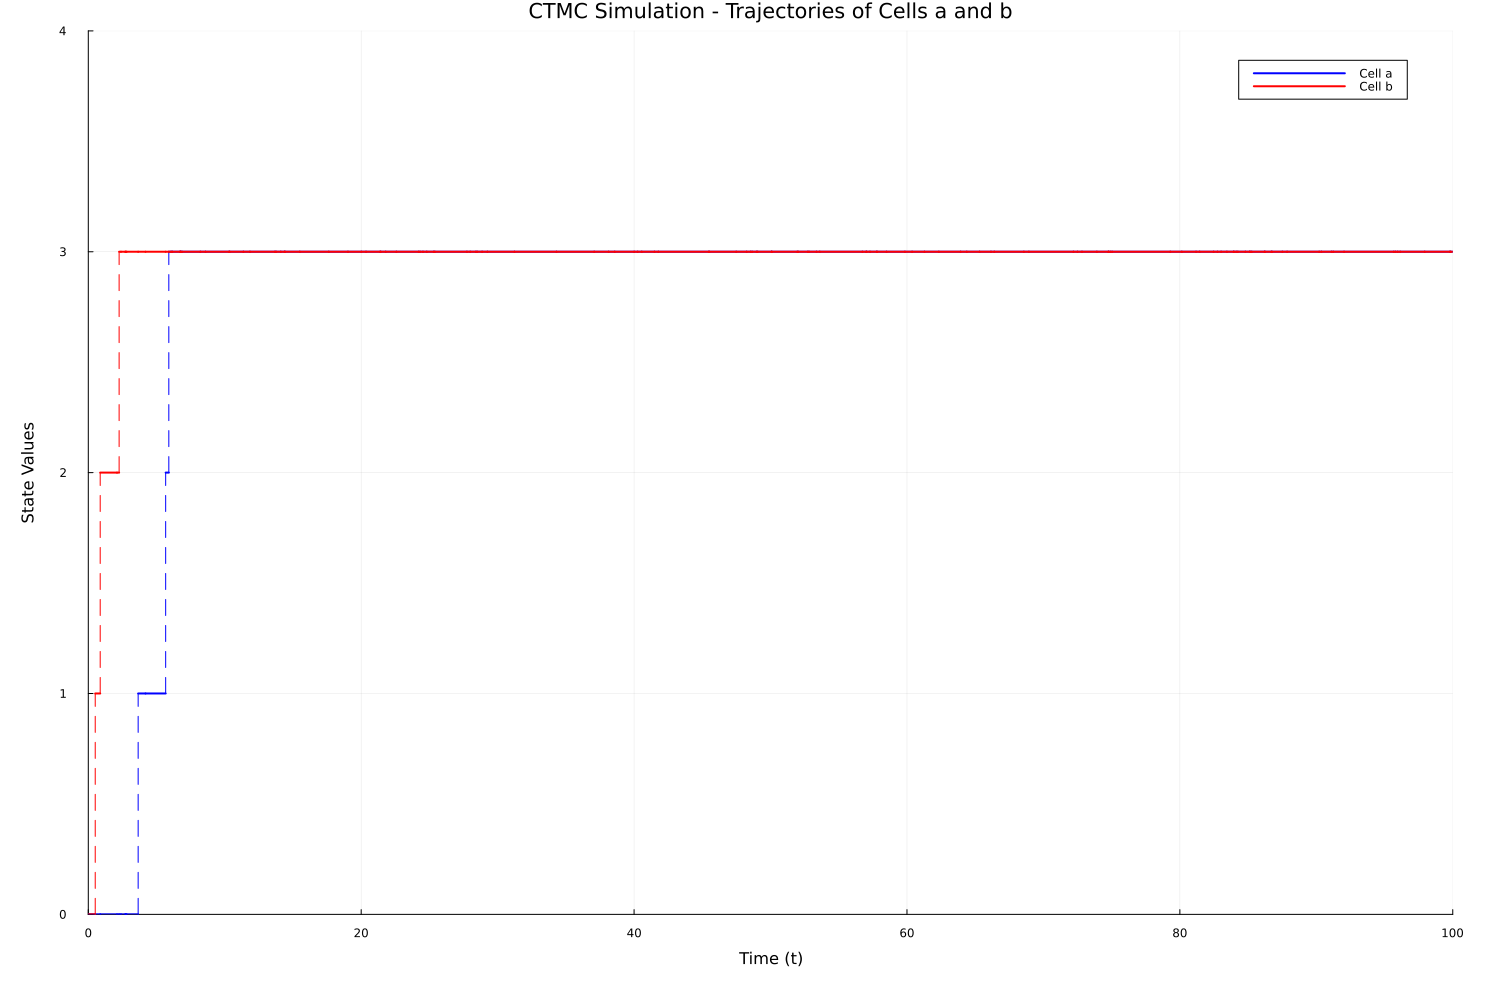 CTMC Simulation - Trajectories of Cells a and b
4
3
2
1
0
State Values
Cell a
Cell b
0 20 40 60 80 100
Time (t)